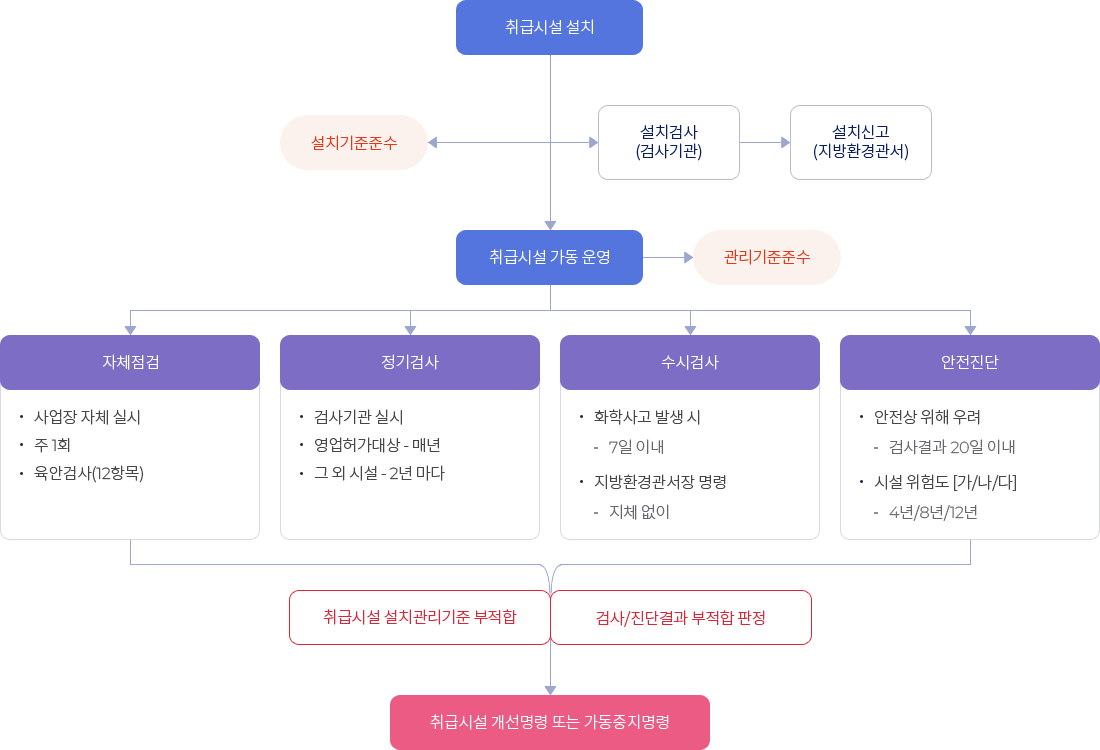 취급시설 설치
설치기준준수
설치검사
(검사기관)
설치신고
(지방환경관서)
취급시설 가동 운영
관리기준준수
자체점검
• 사업장 자체 실시
• 주 1회
• 육안검사(12항목)
정기검사
• 검사기관 실시
• 영업허가대상 - 매년
• 그 외 시설 - 2년 마다
수시검사
• 화학사고 발생 시
- 7일 이내
• 지방환경관서장 명령
- 지체 없이
안전진단
• 안전상 위해 우려
- 검사결과 20일 이내
• 시설 위험도 [가/나/다]
- 4년/8년/12년
취급시설 설치관리기준 부적합
검사/진단결과 부적합 판정
취급시설 개선명령 또는 가동중지명령